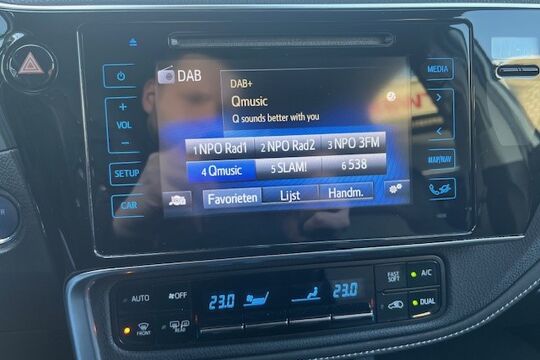 DAB
MEDIA
DAB+
Qmusic
Q sounds better with you
VOL
1 NPO Rad1 2 NPO Rad2 3 NPO 3FM
4 Qmusic 5 SLAM! 6 538
MAP/NAV
SETUP
CAR
Favorieten Lijst Handm.
AUTO OFF
23.0 23.0
FAST
SOFT
A/C
FRONT
REAR
DUAL